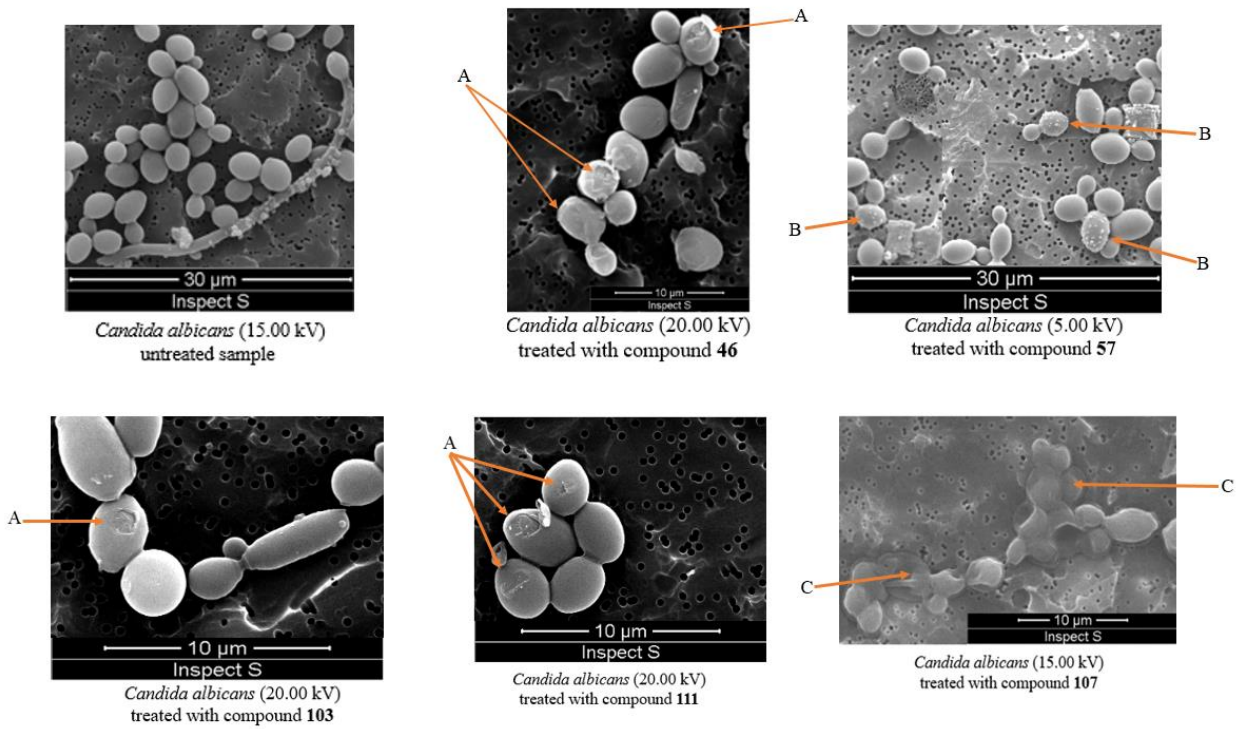 A
A
B
B
B
30 µm
Inspect S
Candida albicans (15.00 kV)
untreated sample
10 µm
Inspect S
Candida albicans (20.00 kV)
treated with compound 46
30 µm
Inspect S
Candida albicans (5.00 kV)
treated with compound 57
A
10 µm
Inspect S
Candida albicans (20.00 kV)
treated with compound 103
A
10 µm
Inspect S
Candida albicans (20.00 kV)
treated with compound 111
C
C
10 µm
Inspect S
Candida albicans (15.00 kV)
treated with compound 107